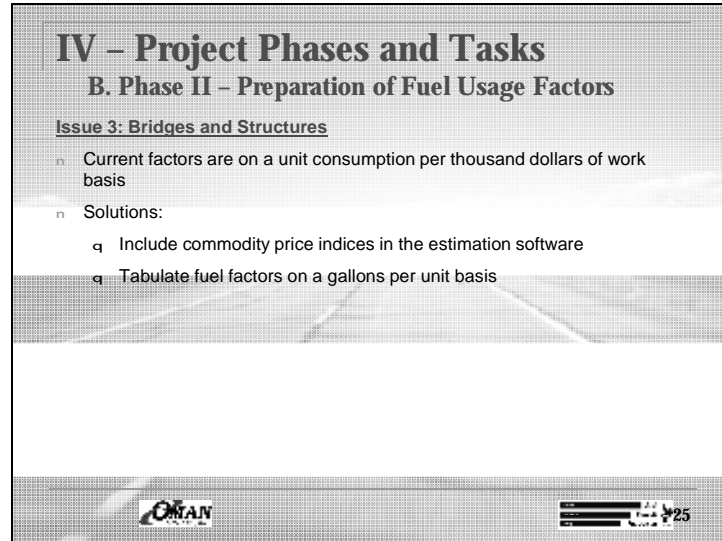 IV – Project Phases and Tasks
B. Phase II – Preparation of Fuel Usage Factors
Issue 3: Bridges and Structures
n Current factors are on a unit consumption per thousand dollars of work
basis
n Solutions:
q Include commodity price indices in the estimation software
q Tabulate fuel factors on a gallons per unit basis
OMAN
25